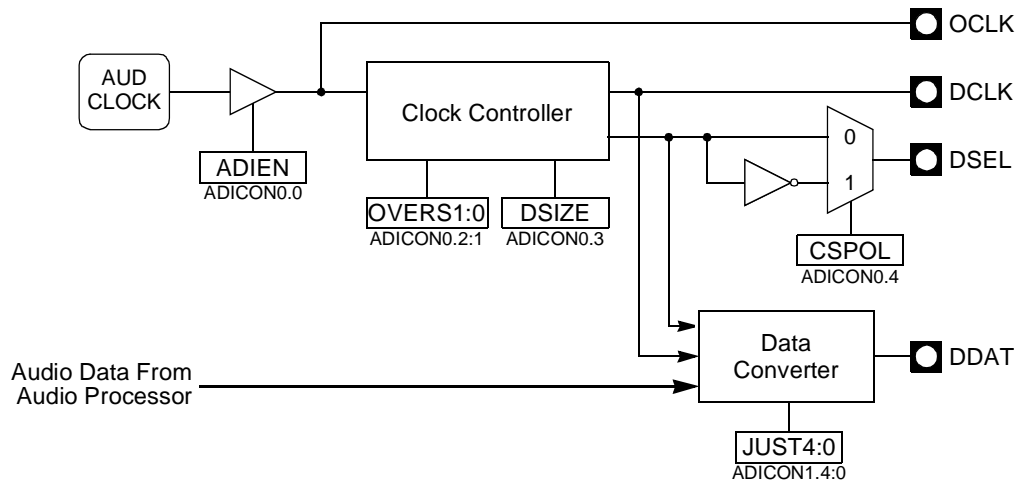 OCLK
AUD
CLOCK
Clock Controller
DCLK
0
ADIEN
ADICON0.0
DSEL
1
OVERS1:0
ADICON0.2:1
DSIZE
ADICON0.3
CSPOL
ADICON0.4
Data
Converter
DDAT
Audio Data From
Audio Processor
JUST4:0
ADICON1.4:0